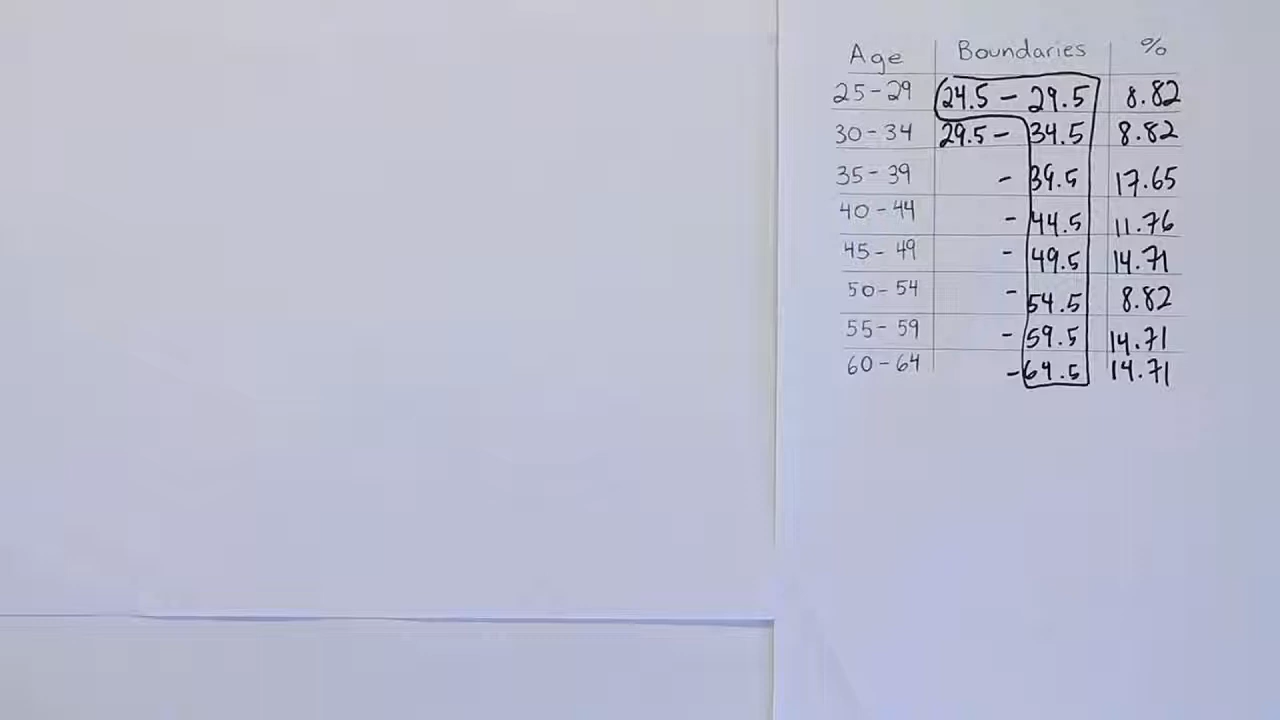 Age Boundaries %
25-29 24.5 - 29.5 8.82
30-34 29.5 - 34.5 8.82
35-39 - 39.5 17.65
40-44 - 44.5 11.76
45-49 - 49.5 14.71
50-54 - 54.5 8.82
55-59 - 59.5 14.71
60-64 - 64.5 14.71